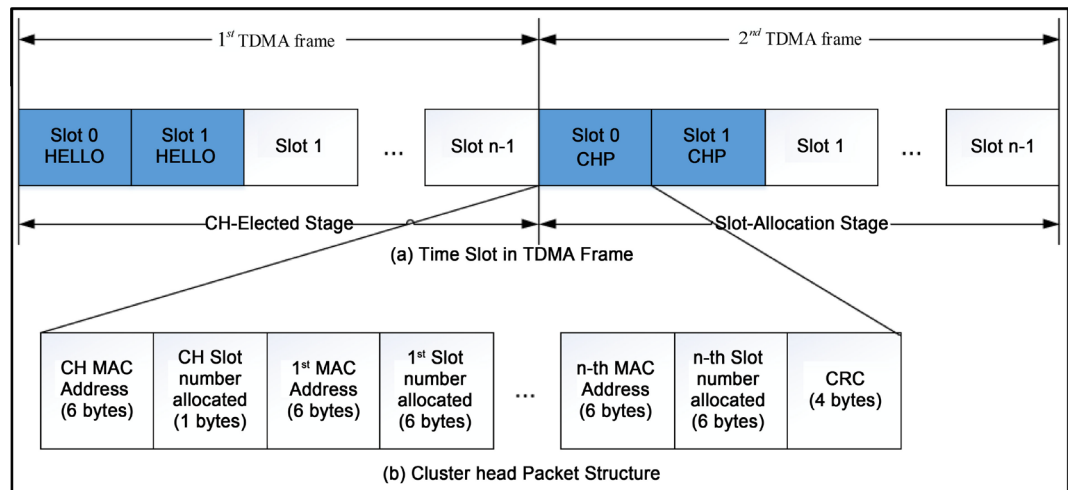 1st TDMA frame
2nd TDMA frame
Slot 0
HELLO
Slot 1
HELLO
Slot 1
...
Slot n-1
Slot 0
CHP
Slot 1
CHP
Slot 1
...
Slot n-1
CH-Elected Stage
Slot-Allocation Stage
(a) Time Slot in TDMA Frame
CH MAC
Address
(6 bytes)
CH Slot
number
allocated
(1 bytes)
1st MAC
Address
(6 bytes)
1st Slot
number
allocated
(6 bytes)
...
n-th MAC
Address
(6 bytes)
n-th Slot
number
allocated
(6 bytes)
CRC
(4 bytes)
(b) Cluster head Packet Structure